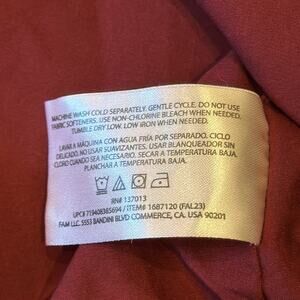 MACHINE WASH COLD SEPARATELY. GENTLE CYCLE. DO NOT USE
FABRIC SOFTENERS. USE NON-CHLORINE BLEACH WHEN NEEDED.
TUMBLE DRY LOW. LOW IRON WHEN NEEDED.
LAVAR A MÁQUINA CON AGUA FRÍA POR SEPARADO. CICLO
DELICADO. NO USAR SUAVIZANTES. USAR BLANQUEADOR SIN
CLORO CUANDO SEA NECESARIO. SECAR A TEMPERATURA BAJA.
PLANCHAR A TEMPERATURA BAJA.
RN# 137013
UPC# 719408385694 / ITEM# 1687120 (FAL23)
FAM LLC. 5553 BANDINI BLVD COMMERCE, CA. USA 90201